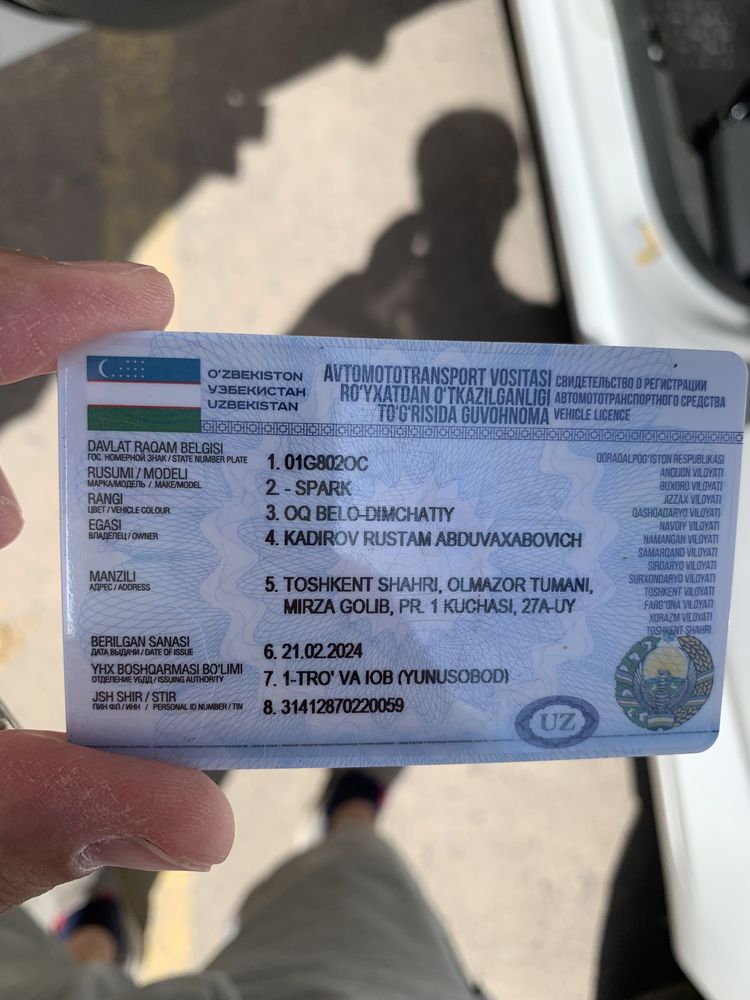 O'ZBEKISTON
ЎЗБЕКИСТАН
UZBEKISTAN
AVTOMOTOTRANSPORT VOSITASI
RO'YXATDAN O'TKAZILGANLIGI
TO'G'RISIDA GUVOHNOMA
СВИДЕТЕЛЬСТВО О РЕГИСТРАЦИИ
АВТОМОТОТРАНСПОРТНОГО СРЕДСТВА
VEHICLE LICENCE
DAVLAT RAQAM BELGISI
ГОС. НОМЕРНОЙ ЗНАК / STATE NUMBER PLATE
1. 01G802OC
RUSUMI / MODELI
МАРКА/МОДЕЛЬ / MAKE/MODEL
2. - SPARK
RANGI
ЦВЕТ / VEHICLE COLOUR
3. OQ BELO-DIMCHATIY
EGASI
ВЛАДЕЛЕЦ / OWNER
4. KADIROV RUSTAM ABDUVAXABOVICH
MANZILI
АДРЕС / ADDRESS
5. TOSHKENT SHAHRI, OLMAZOR TUMANI,
MIRZA GOLIB, PR. 1 KUCHASI, 27A-UY
BERILGAN SANASI
ДАТА ВЫДАЧИ / DATE OF ISSUE
6. 21.02.2024
YHX BOSHQARMASI BO'LIMI
ОТДЕЛЕНИЕ УБДД / ISSUING AUTHORITY
7. 1-TRO' VA IOB (YUNUSOBOD)
JSH SHIR / STIR
ПИН ФЛ / ИНН / PERSONAL ID NUMBER / TIN
8. 31412870220059
QORAQALPOG'ISTON RESPUBLIKASI
ANDIJON VILOYATI
BUXORO VILOYATI
JIZZAX VILOYATI
QASHQADARYO VILOYATI
NAVOIY VILOYATI
NAMANGAN VILOYATI
SAMARQAND VILOYATI
SIRDARYO VILOYATI
SURXONDARYO VILOYATI
TOSHKENT VILOYATI
FARG'ONA VILOYATI
XORAZM VILOYATI
TOSHKENT SHAHRI
UZ